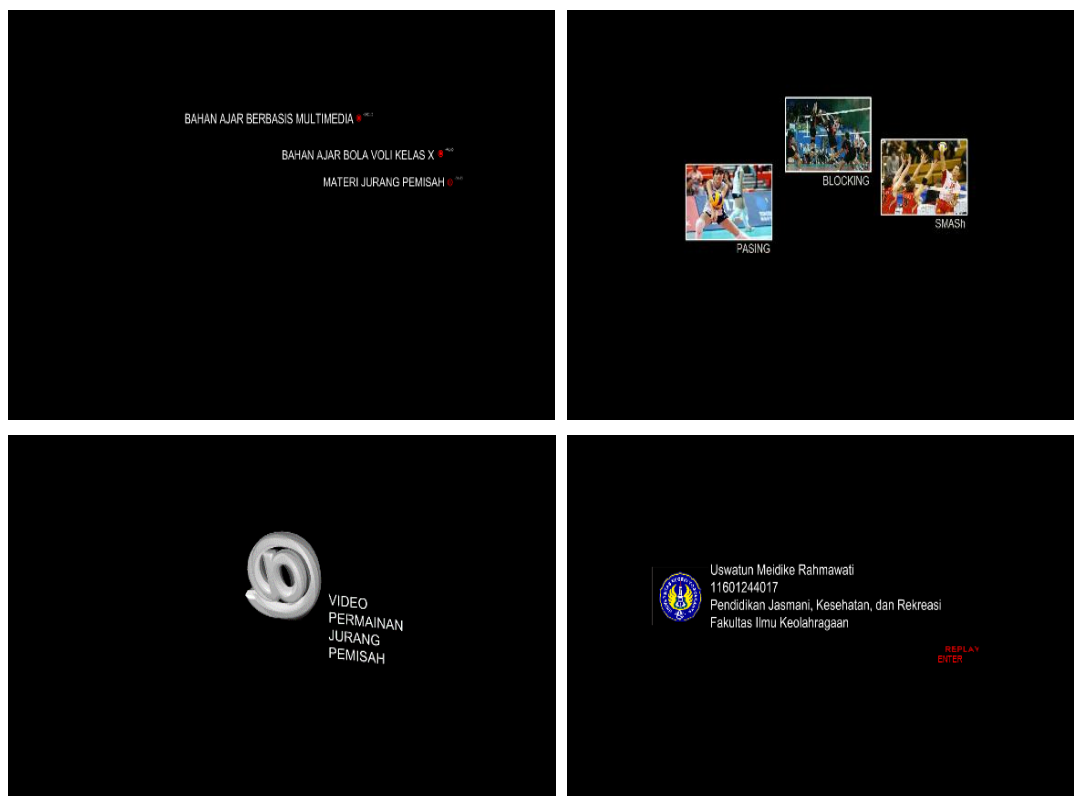 BAHAN AJAR BERBASIS MULTIMEDIA
BAHAN AJAR BOLA VOLI KELAS X
MATERI JURANG PEMISAH
BLOCKING
SMASh
PASING
VIDEO
PERMAINAN
JURANG
PEMISAH
Uswatun Meidike Rahmawati
11601244017
Pendidikan Jasmani, Kesehatan, dan Rekreasi
Fakultas Ilmu Keolahragaan
REPLAY
ENTER